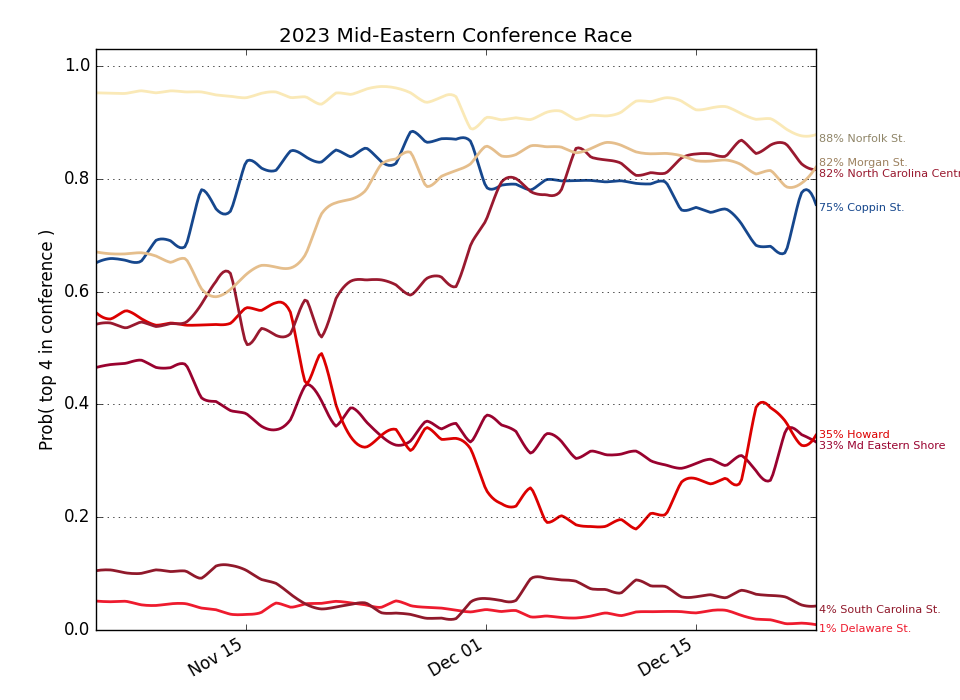 2023 Mid-Eastern Conference Race
1.0
0.8
0.6
0.4
0.2
0.0
Prob( top 4 in conference )
Nov 15
Dec 01
Dec 15
88% Norfolk St.
82% Morgan St.
82% North Carolina Centr
75% Coppin St.
35% Howard
33% Md Eastern Shore
4% South Carolina St.
1% Delaware St.